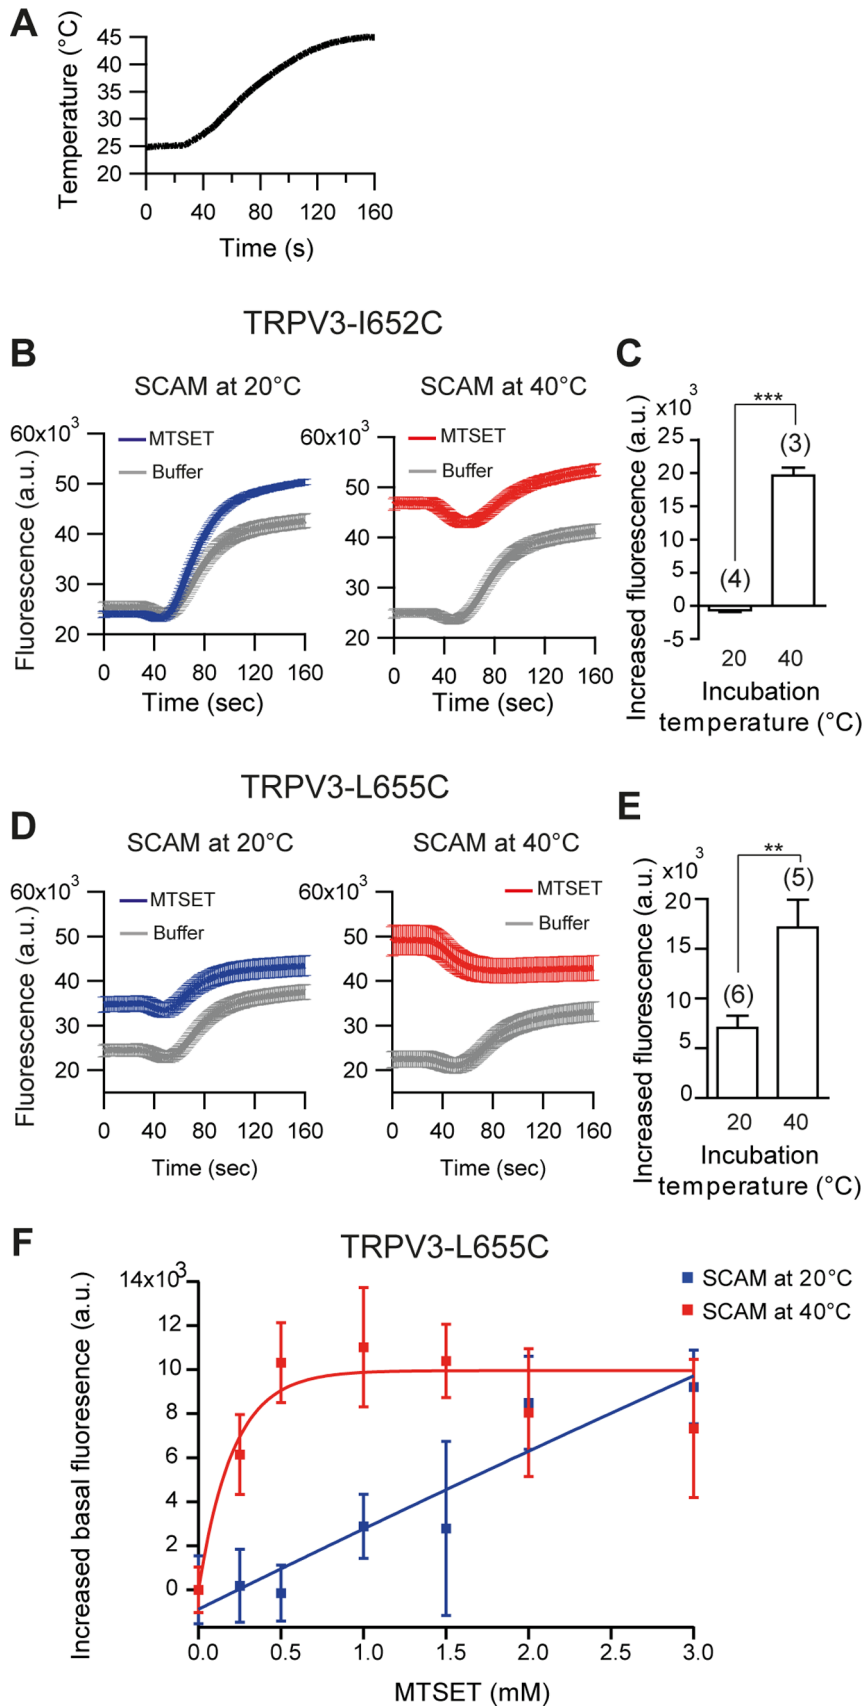 A
Temperature (°C)
45
40
35
30
25
20
0 40 80 120 160
Time (s)
TRPV3-I652C
B
SCAM at 20°C
SCAM at 40°C
Fluorescence (a.u.)
60x10³
50
40
30
20
MTSET
Buffer
0 40 80 120 160
Time (sec)
60x10³
50
40
30
20
MTSET
Buffer
0 40 80 120 160
Time (sec)
C
Increased fluorescence (a.u.)
x10³
25
20
15
10
5
0
-5
***
(3)
(4)
20 40
Incubation
temperature (°C)
TRPV3-L655C
D
SCAM at 20°C
SCAM at 40°C
Fluorescence (a.u.)
60x10³
50
40
30
20
MTSET
Buffer
0 40 80 120 160
Time (sec)
60x10³
50
40
30
20
MTSET
Buffer
0 40 80 120 160
Time (sec)
E
Increased fluorescence (a.u.)
x10³
20
15
10
5
0
**
(5)
(6)
20 40
Incubation
temperature (°C)
F
TRPV3-L655C
Increased basal fluoresence (a.u.)
14x10³
12
10
8
6
4
2
0
SCAM at 20°C
SCAM at 40°C
0.0 0.5 1.0 1.5 2.0 2.5 3.0
MTSET (mM)